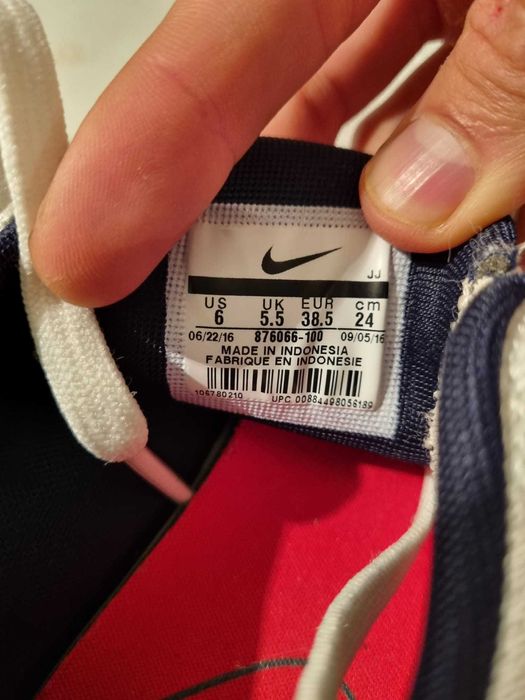 JJ
US UK EUR cm
6 5.5 38.5 24
06/22/16 876066-100 09/05/16
MADE IN INDONESIA
FABRIQUE EN INDONESIE
106780210 UPC 00884498056189